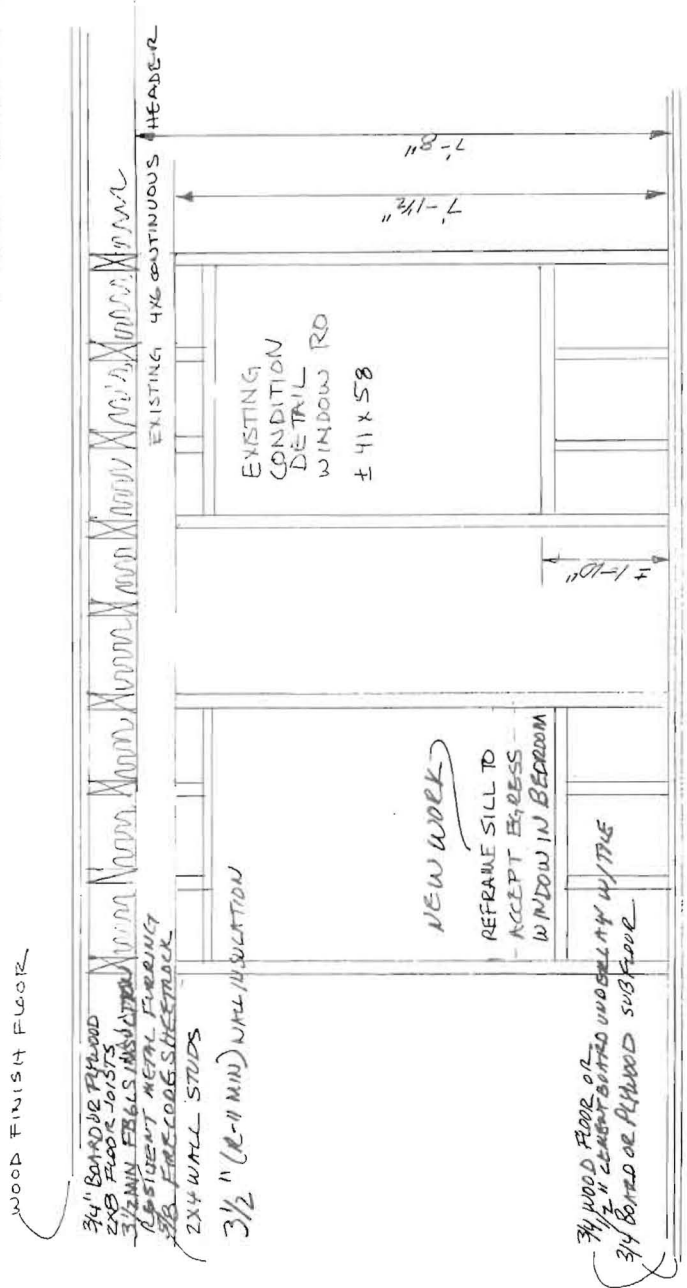 WOOD FINISH FLOOR
3/4" BOARD OR PLYWOOD
2X8 FLOOR JOISTS
3 1/2 MIN FBGLS INSULATION
RESILIENT METAL FURRING
5/8 FIRECODE SHEETROCK
2X4 WALL STUDS
3 1/2" (R-11 MIN) WALL INSULATION
EXISTING 4X6 CONTINUOUS HEADER
NEW WORK
REFRAME SILL TO
ACCEPT EGRESS
WINDOW IN BEDROOM
EXISTING
CONDITION
DETAIL
WINDOW RO
± 41 x 58
7'-1 1/2"
7'-8"
± 1'-10"
3/4 WOOD FLOOR OR
1/2" CEMENT BOARD UNDERLAY W/TILE
3/4 BOARD OR PLYWOOD SUBFLOOR